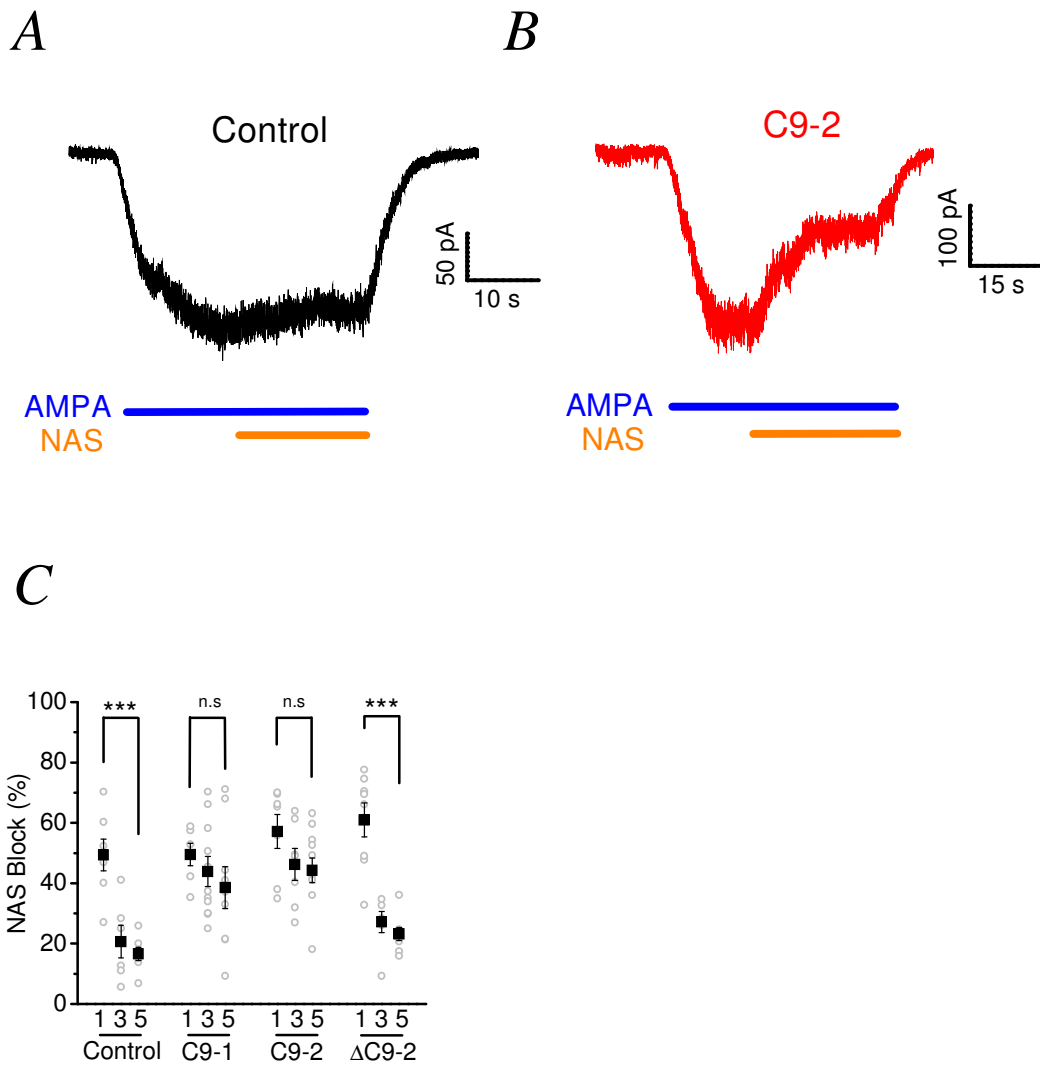 A
B
Control
C9-2
50 pA
10 s
100 pA
15 s
AMPA
NAS
AMPA
NAS
C
NAS Block (%)
100
80
60
40
20
0
***
n.s
n.s
***
1 3 5
1 3 5
1 3 5
1 3 5
Control
C9-1
C9-2
ΔC9-2